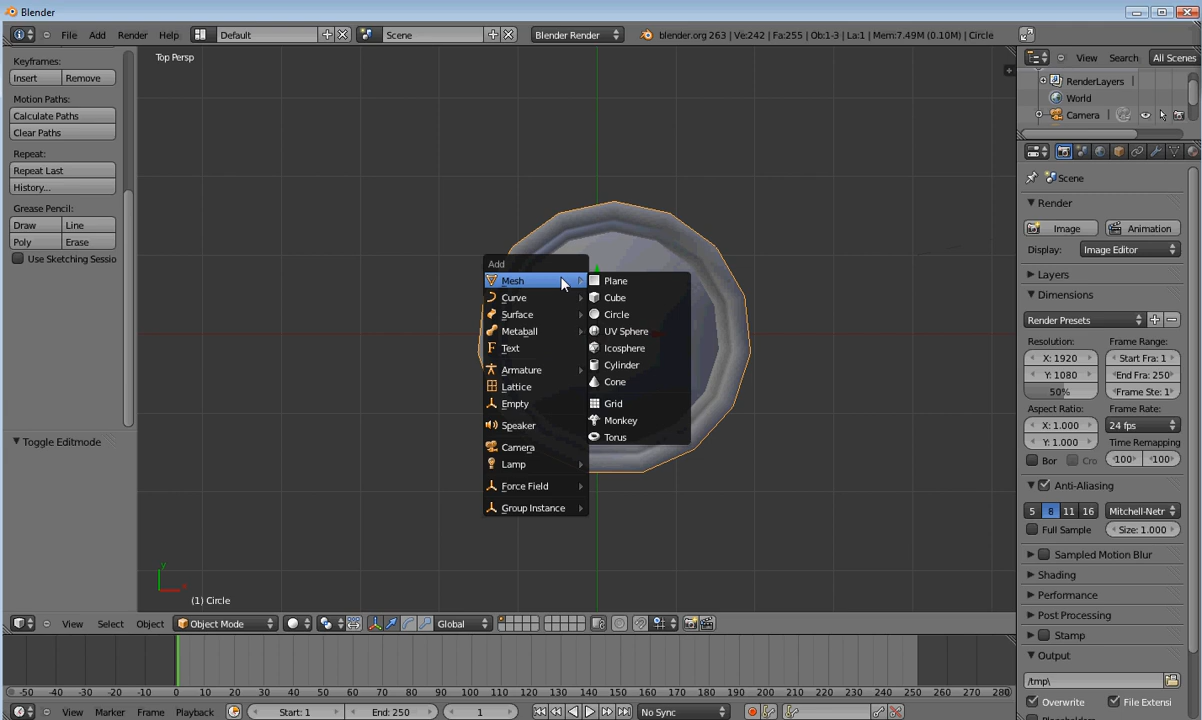 Blender
File Add Render Help Default Scene Blender Render blender.org 263 | Ve:242 | Fa:255 | Ob:1-3 | La:1 | Mem:7.49M (0.10M) | Circle
Keyframes:
Insert Remove
Motion Paths:
Calculate Paths
Clear Paths
Repeat:
Repeat Last
History...
Grease Pencil:
Draw Line
Poly Erase
Use Sketching Sessio
Toggle Editmode
Top Persp
Add
Mesh
Curve
Surface
Metaball
Text
Armature
Lattice
Empty
Speaker
Camera
Lamp
Force Field
Group Instance
Plane
Cube
Circle
UV Sphere
Icosphere
Cylinder
Cone
Grid
Monkey
Torus
y
(1) Circle
View Select Object Object Mode Global
-50 -40 -30 -20 -10 0 10 20 30 40 50 60 70 80 90 100 110 120 130 140 150 160 170 180 190 200 210 220 230 240 250 260 270 280
View Marker Frame Playback Start: 1 End: 250 1 No Sync
View Search All Scenes
RenderLayers
World
Camera
Scene
Render
Image Animation
Display: Image Editor
Layers
Dimensions
Render Presets
Resolution: Frame Range:
X: 1920 Start Fra: 1
Y: 1080 End Fra: 250
50% Frame Ste: 1
Aspect Ratio: Frame Rate:
X: 1.000 24 fps
Y: 1.000 Time Remapping
Bor Cro 100 100
Anti-Aliasing
5 8 11 16 Mitchell-Netr
Full Sample Size: 1.000
Sampled Motion Blur
Shading
Performance
Post Processing
Stamp
Output
/tmp\
Overwrite File Extensi